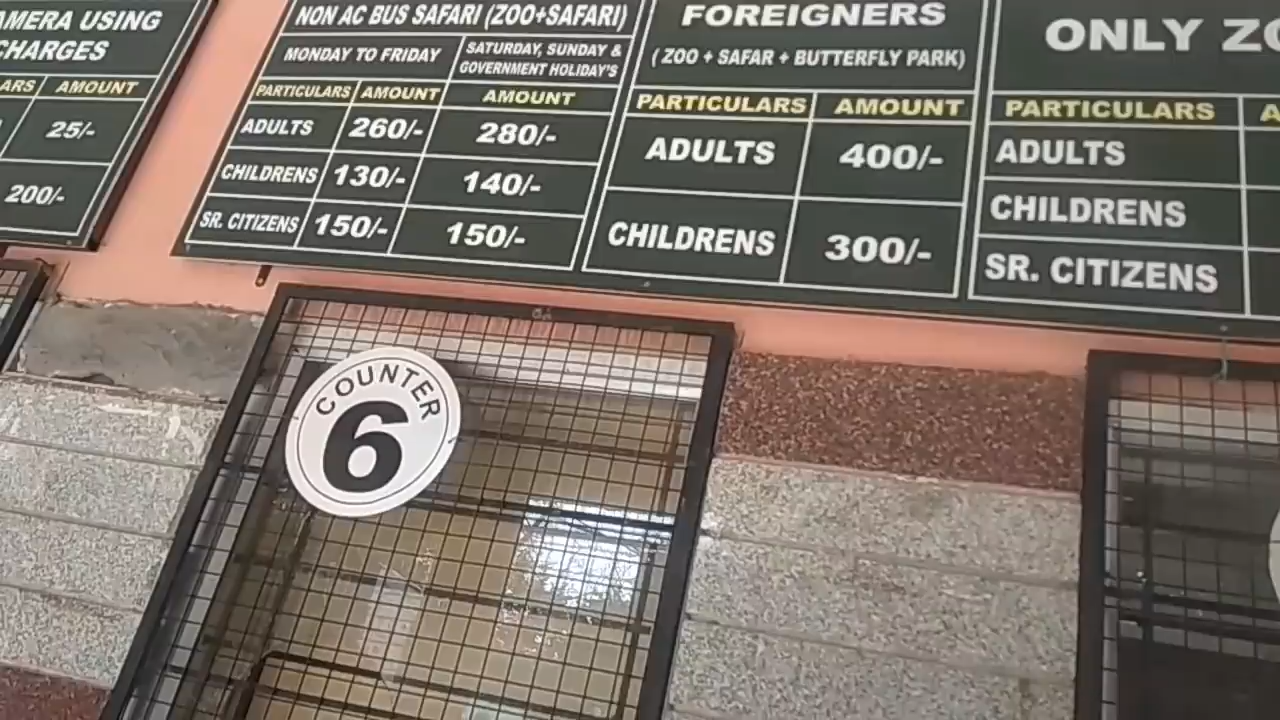 AMERA USING
CHARGES
ARS AMOUNT
25/-
200/-
NON AC BUS SAFARI (ZOO+SAFARI)
MONDAY TO FRIDAY
SATURDAY, SUNDAY &
GOVERNMENT HOLIDAY'S
PARTICULARS AMOUNT AMOUNT
ADULTS 260/- 280/-
CHILDRENS 130/- 140/-
SR. CITIZENS 150/- 150/-
FOREIGNERS
( ZOO + SAFAR + BUTTERFLY PARK)
PARTICULARS AMOUNT
ADULTS 400/-
CHILDRENS 300/-
ONLY ZO
PARTICULARS A
ADULTS
CHILDRENS
SR. CITIZENS
COUNTER
6